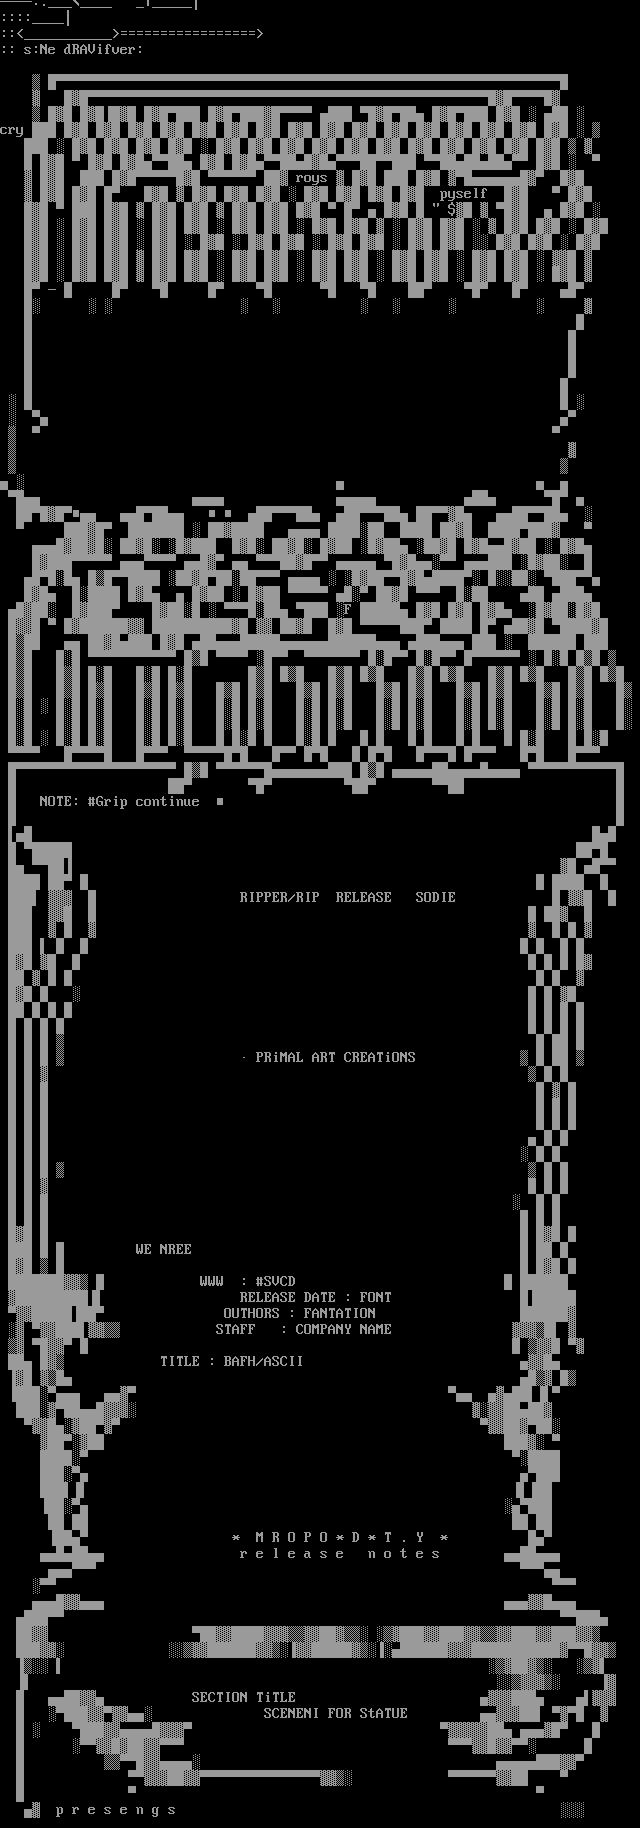 :: s:Ne dRAVifver:
cry
roys
pyself
" $
F
NOTE: #Grip continue
RIPPER/RIP RELEASE SODIE
- PRiMAL ART CREATiONS
WE NREE
WWW : #SVCD
RELEASE DATE : FONT
OUTHORS : FANTATION
STAFF : COMPANY NAME
TITLE : BAFH/ASCII
* M R O P O * D * T . Y *
r e l e a s e n o t e s
SECTION TiTLE
SCENENI FOR StATUE
p r e s e n g s